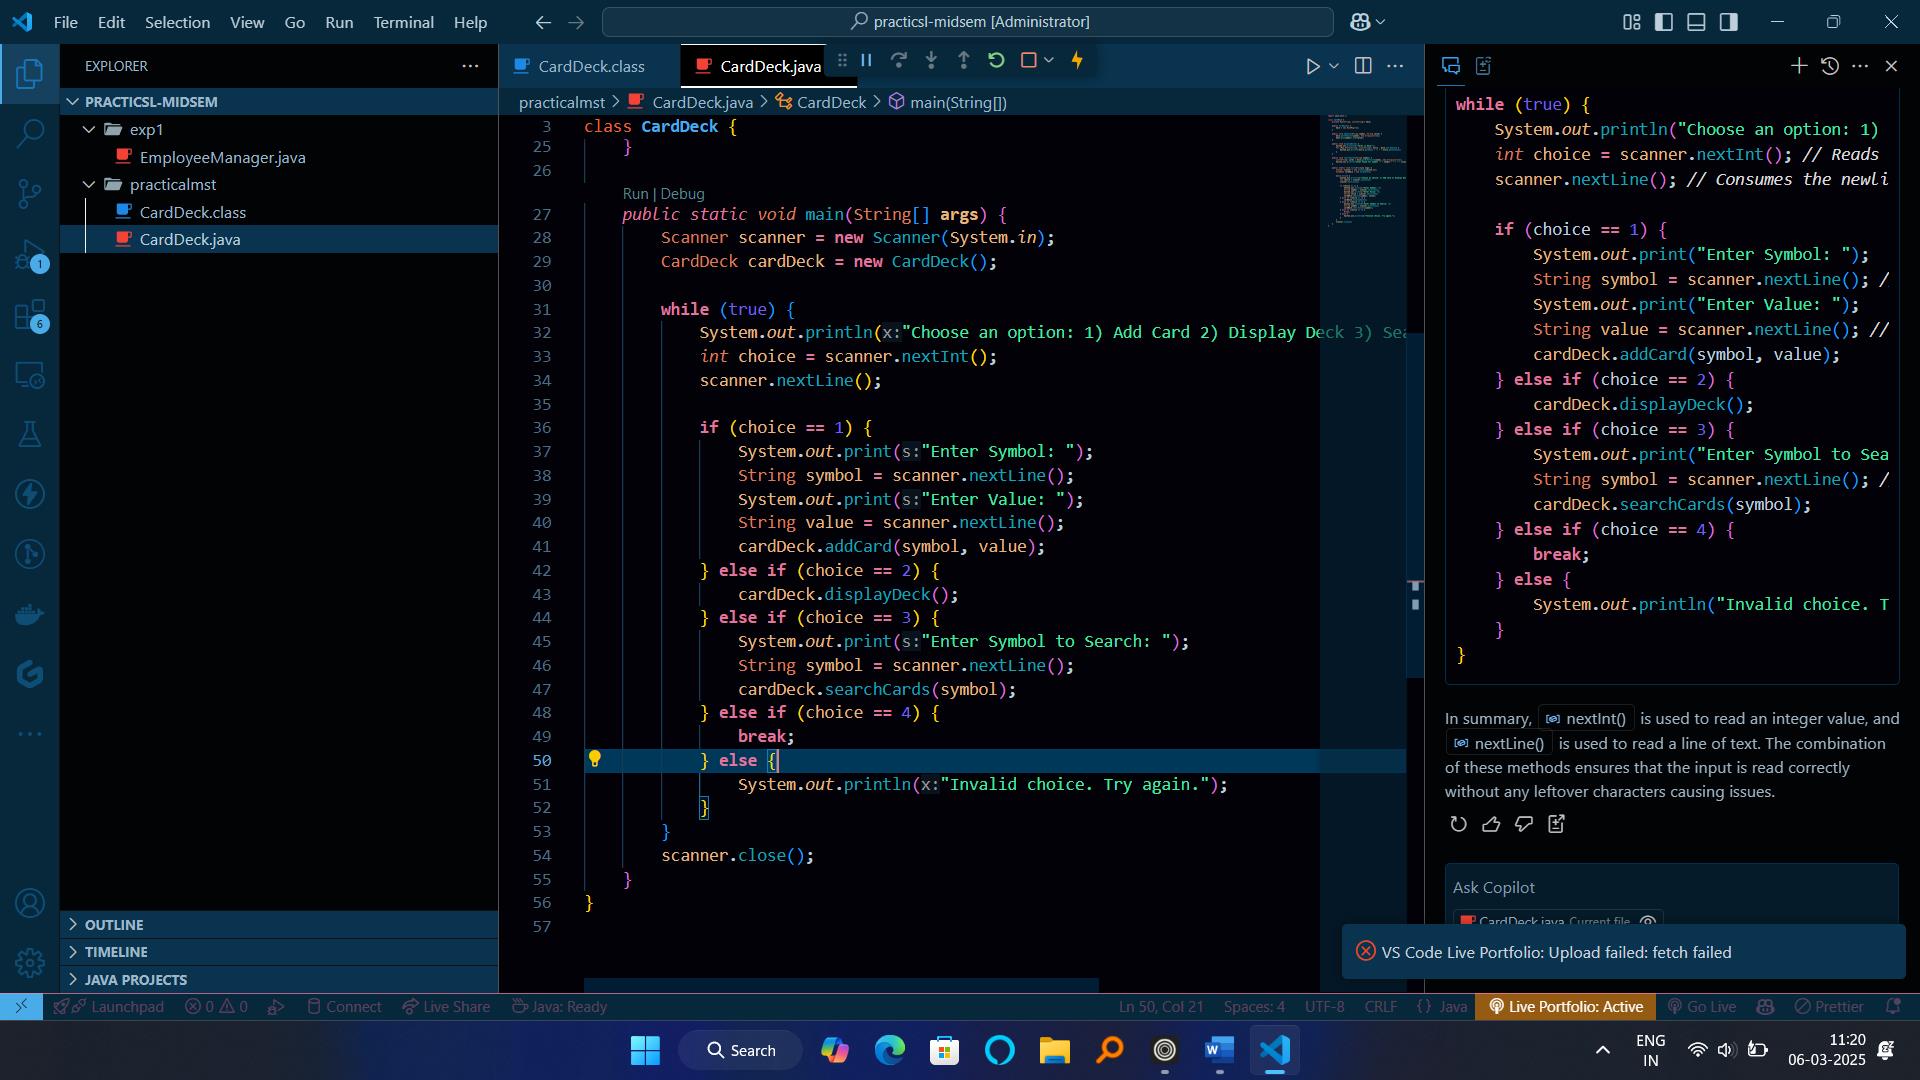 File Edit Selection View Go Run Terminal Help
practicsl-midsem [Administrator]
EXPLORER
PRACTICSL-MIDSEM
exp1
EmployeeManager.java
practicalmst
CardDeck.class
CardDeck.java
1
6
OUTLINE
TIMELINE
JAVA PROJECTS
CardDeck.class
CardDeck.java
practicalmst > CardDeck.java > CardDeck > main(String[])
3 class CardDeck {
25 }
26
Run | Debug
27 public static void main(String[] args) {
28 Scanner scanner = new Scanner(System.in);
29 CardDeck cardDeck = new CardDeck();
30
31 while (true) {
32 System.out.println(x:"Choose an option: 1) Add Card 2) Display Deck 3) Sea
33 int choice = scanner.nextInt();
34 scanner.nextLine();
35
36 if (choice == 1) {
37 System.out.print(s:"Enter Symbol: ");
38 String symbol = scanner.nextLine();
39 System.out.print(s:"Enter Value: ");
40 String value = scanner.nextLine();
41 cardDeck.addCard(symbol, value);
42 } else if (choice == 2) {
43 cardDeck.displayDeck();
44 } else if (choice == 3) {
45 System.out.print(s:"Enter Symbol to Search: ");
46 String symbol = scanner.nextLine();
47 cardDeck.searchCards(symbol);
48 } else if (choice == 4) {
49 break;
50 } else {
51 System.out.println(x:"Invalid choice. Try again.");
52 }
53 }
54 scanner.close();
55 }
56 }
57
while (true) {
System.out.println("Choose an option: 1)
int choice = scanner.nextInt(); // Reads
scanner.nextLine(); // Consumes the newli
if (choice == 1) {
System.out.print("Enter Symbol: ");
String symbol = scanner.nextLine(); /
System.out.print("Enter Value: ");
String value = scanner.nextLine(); //
cardDeck.addCard(symbol, value);
} else if (choice == 2) {
cardDeck.displayDeck();
} else if (choice == 3) {
System.out.print("Enter Symbol to Sea
String symbol = scanner.nextLine(); /
cardDeck.searchCards(symbol);
} else if (choice == 4) {
break;
} else {
System.out.println("Invalid choice. T
}
}
In summary, nextInt() is used to read an integer value, and
nextLine() is used to read a line of text. The combination
of these methods ensures that the input is read correctly
without any leftover characters causing issues.
Ask Copilot
CardDeck.java Current file
VS Code Live Portfolio: Upload failed: fetch failed
Launchpad 0 0 Connect Live Share Java: Ready
Ln 50, Col 21 Spaces: 4 UTF-8 CRLF {} Java Live Portfolio: Active Go Live Prettier
Search
ENG
IN
11:20
06-03-2025